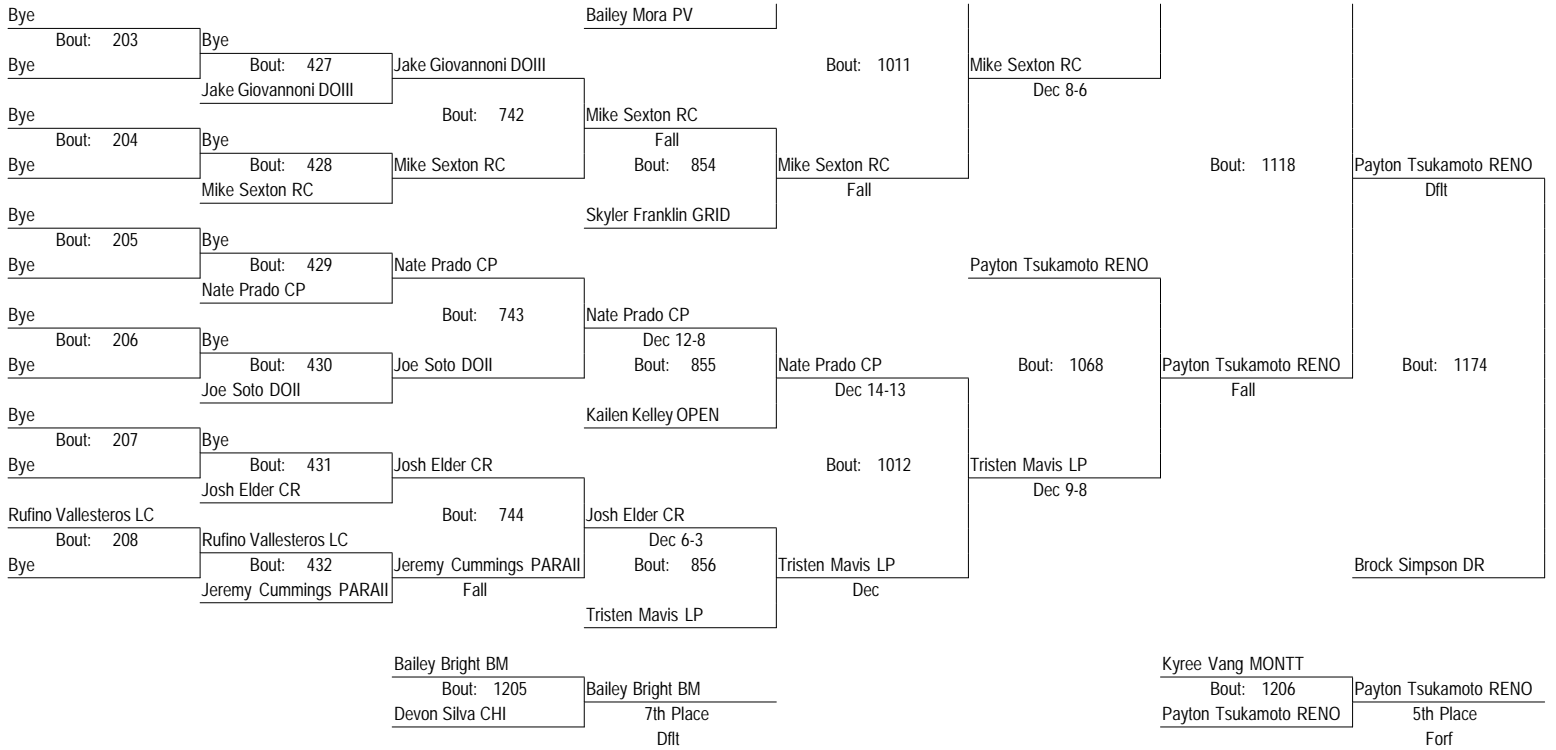 Bye
Bailey Mora PV
Bout: 203
Bye
Bye
Bout: 427
Jake Giovannoni DOIII
Bout: 1011
Mike Sexton RC
Jake Giovannoni DOIII
Dec 8-6
Bye
Bout: 742
Mike Sexton RC
Bout: 204
Bye
Fall
Bye
Bout: 428
Mike Sexton RC
Bout: 854
Mike Sexton RC
Bout: 1118
Payton Tsukamoto RENO
Mike Sexton RC
Fall
Dflt
Bye
Skyler Franklin GRID
Bout: 205
Bye
Bye
Bout: 429
Nate Prado CP
Payton Tsukamoto RENO
Nate Prado CP
Bye
Bout: 743
Nate Prado CP
Bout: 206
Bye
Dec 12-8
Bye
Bout: 430
Joe Soto DOII
Bout: 855
Nate Prado CP
Bout: 1068
Payton Tsukamoto RENO
Bout: 1174
Joe Soto DOII
Dec 14-13
Fall
Bye
Kailen Kelley OPEN
Bout: 207
Bye
Bye
Bout: 431
Josh Elder CR
Bout: 1012
Tristen Mavis LP
Josh Elder CR
Dec 9-8
Rufino Vallesteros LC
Bout: 744
Josh Elder CR
Bout: 208
Rufino Vallesteros LC
Dec 6-3
Bye
Bout: 432
Jeremy Cummings PARAII
Bout: 856
Tristen Mavis LP
Brock Simpson DR
Jeremy Cummings PARAII
Fall
Dec
Tristen Mavis LP
Bailey Bright BM
Kyree Vang MONTT
Bout: 1205
Bailey Bright BM
Bout: 1206
Payton Tsukamoto RENO
Devon Silva CHI
7th Place
Payton Tsukamoto RENO
5th Place
Dflt
Forf